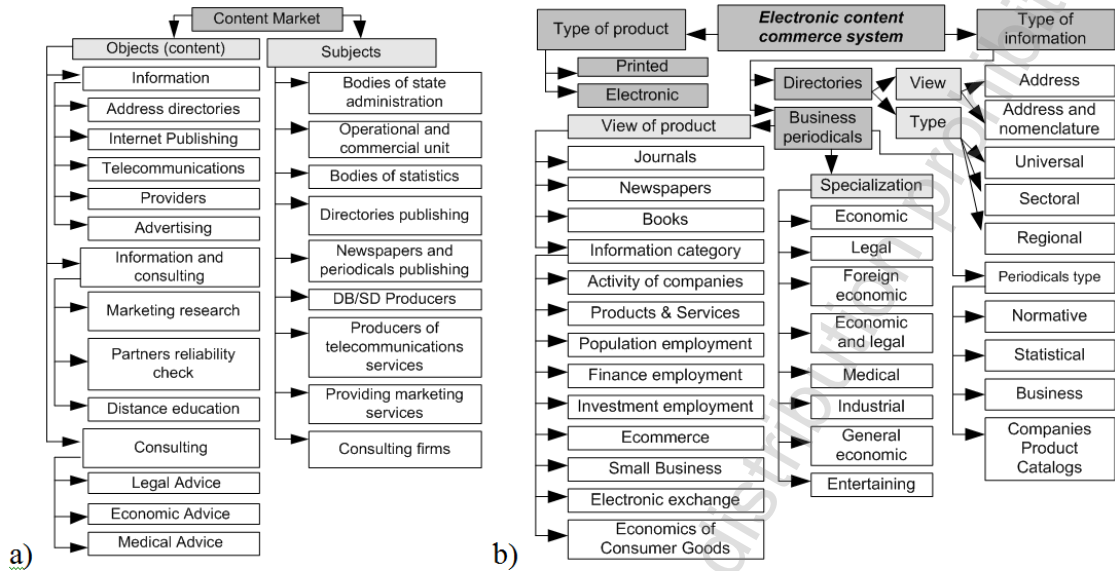 Content Market
Objects (content)
Information
Address directories
Internet Publishing
Telecommunications
Providers
Advertising
Information and
consulting
Marketing research
Partners reliability
check
Distance education
Consulting
Legal Advice
Economic Advice
Medical Advice
Subjects
Bodies of state
administration
Operational and
commercial unit
Bodies of statistics
Directories publishing
Newspapers and
periodicals publishing
DB/SD Producers
Producers of
telecommunications
services
Providing marketing
services
Consulting firms
a)
Electronic content
commerce system
Type of product
Printed
Electronic
View of product
Journals
Newspapers
Books
Information category
Activity of companies
Products & Services
Population employment
Finance employment
Investment employment
Ecommerce
Small Business
Electronic exchange
Economics of
Consumer Goods
Directories
Business
periodicals
View
Type
Specialization
Economic
Legal
Foreign
economic
Economic
and legal
Medical
Industrial
General
economic
Entertaining
Type of
information
Address
Address and
nomenclature
Universal
Sectoral
Regional
Periodicals type
Normative
Statistical
Business
Companies
Product
Catalogs
b)
distribution prohibit